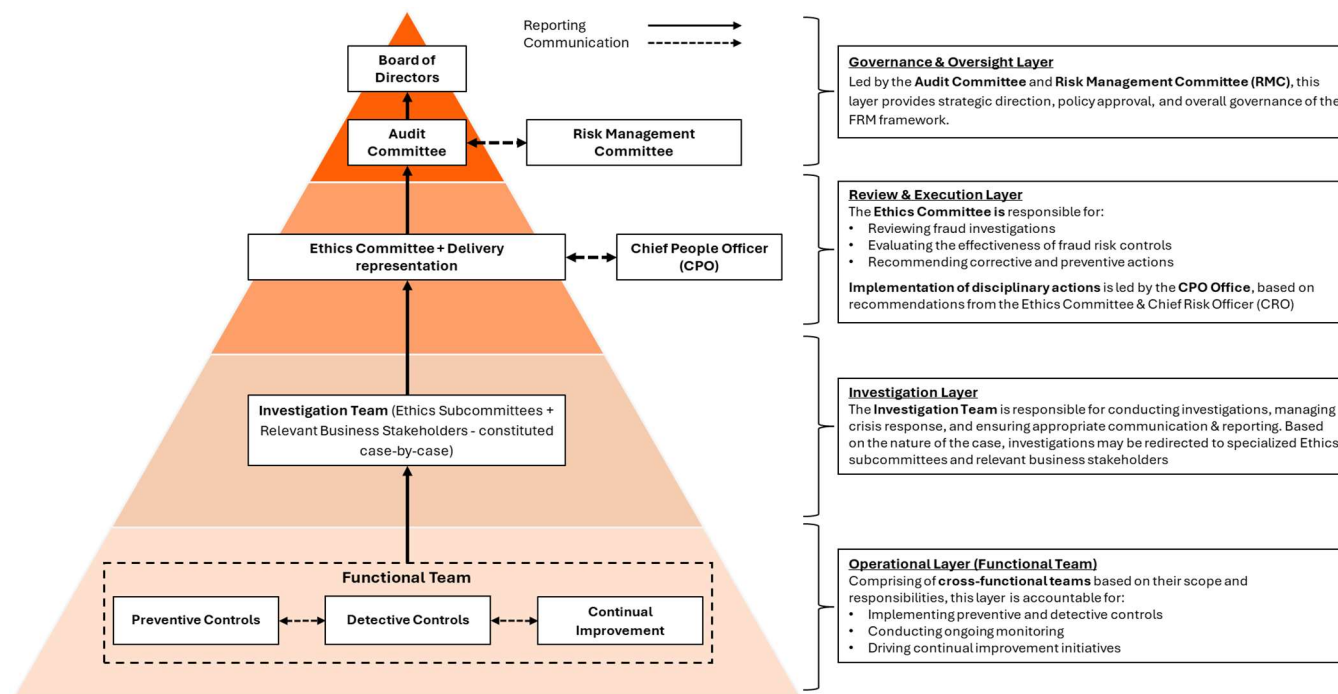 Reporting
Communication
Board of
Directors
Audit
Committee
Risk Management
Committee
Governance & Oversight Layer
Led by the Audit Committee and Risk Management Committee (RMC), this
layer provides strategic direction, policy approval, and overall governance of the
FRM framework.
Ethics Committee + Delivery
representation
Chief People Officer
(CPO)
Review & Execution Layer
The Ethics Committee is responsible for:
• Reviewing fraud investigations
• Evaluating the effectiveness of fraud risk controls
• Recommending corrective and preventive actions
Implementation of disciplinary actions is led by the CPO Office, based on
recommendations from the Ethics Committee & Chief Risk Officer (CRO)
Investigation Team (Ethics Subcommittees +
Relevant Business Stakeholders - constituted
case-by-case)
Investigation Layer
The Investigation Team is responsible for conducting investigations, managing
crisis response, and ensuring appropriate communication & reporting. Based
on the nature of the case, investigations may be redirected to specialized Ethics
subcommittees and relevant business stakeholders
Functional Team
Preventive Controls
Detective Controls
Continual
Improvement
Operational Layer (Functional Team)
Comprising of cross-functional teams based on their scope and
responsibilities, this layer is accountable for:
• Implementing preventive and detective controls
• Conducting ongoing monitoring
• Driving continual improvement initiatives